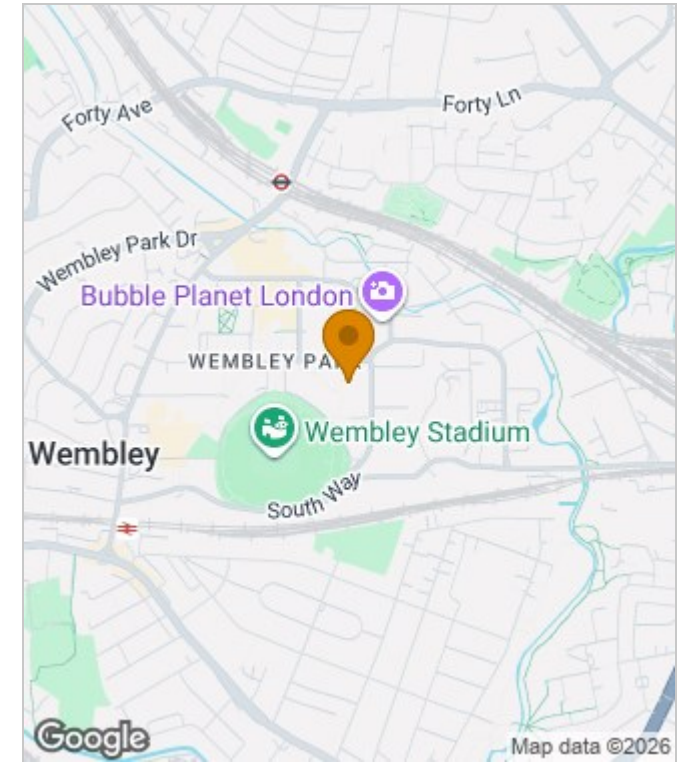 Forty Ave
Forty Ln
Wembley Park Dr
Bubble Planet London
WEMBLEY PA
Wembley Stadium
Wembley
South Way
Google
Map data ©2026